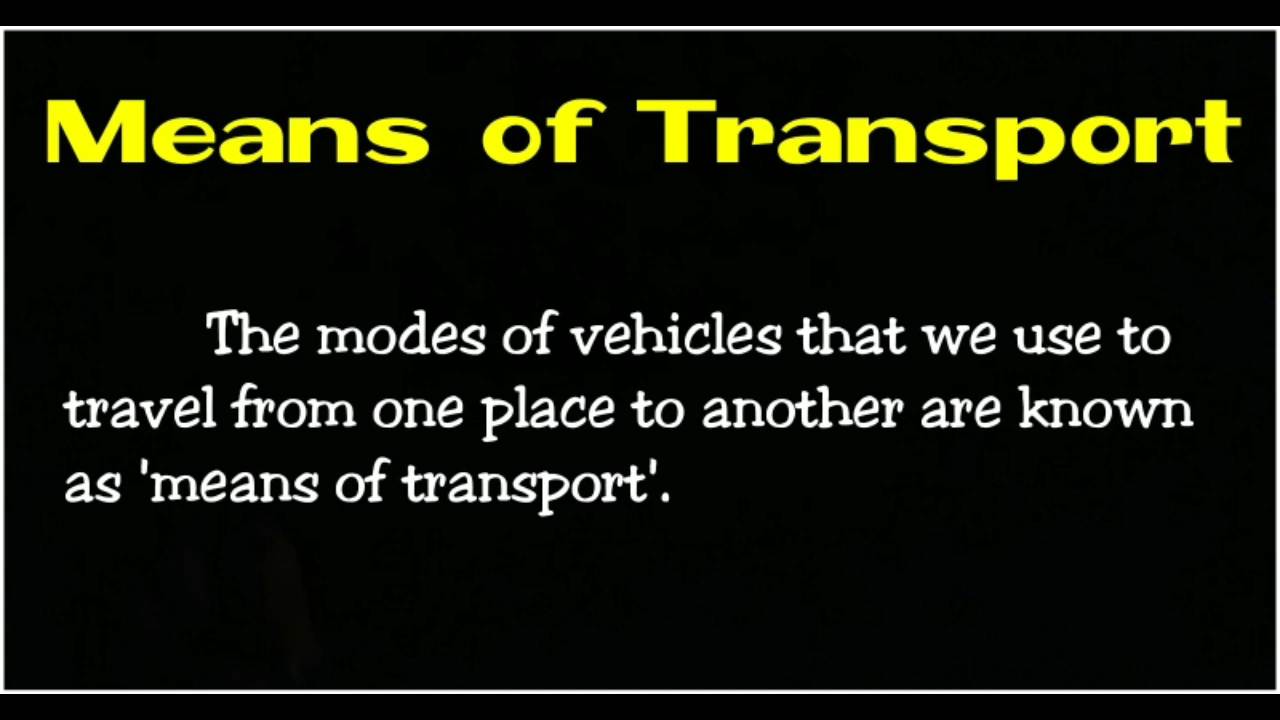 Means of Transport
The modes of vehicles that we use to
travel from one place to another are known
as 'means of transport'.